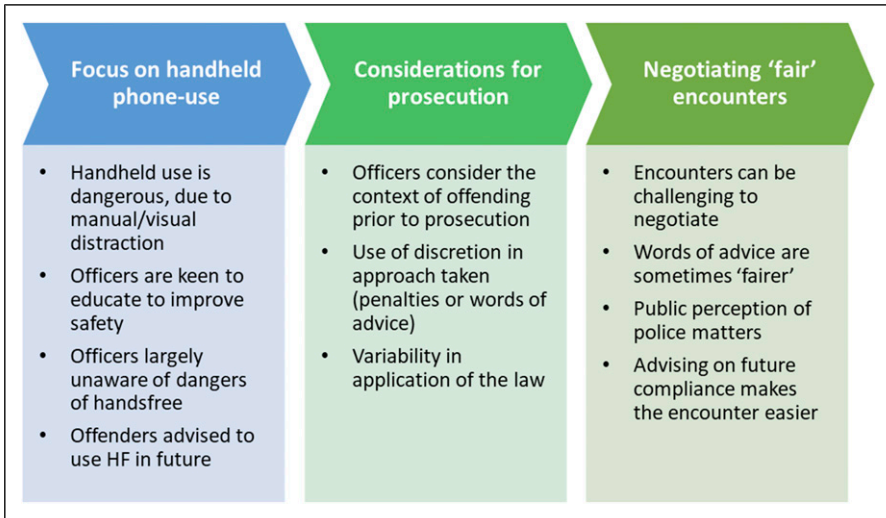 Focus on handheld
phone-use
• Handheld use is
dangerous, due to
manual/visual
distraction
• Officers are keen to
educate to improve
safety
• Officers largely
unaware of dangers
of handsfree
• Offenders advised to
use HF in future
Considerations for
prosecution
• Officers consider the
context of offending
prior to prosecution
• Use of discretion in
approach taken
(penalties or words of
advice)
• Variability in
application of the law
Negotiating ‘fair’
encounters
• Encounters can be
challenging to
negotiate
• Words of advice are
sometimes ‘fairer’
• Public perception of
police matters
• Advising on future
compliance makes
the encounter easier